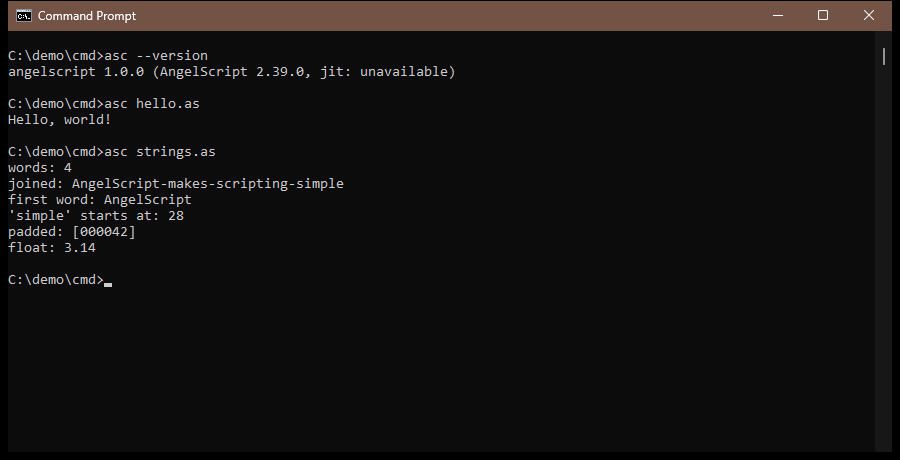 Command Prompt
C:\demo\cmd>asc --version
angelscript 1.0.0 (AngelScript 2.39.0, jit: unavailable)
C:\demo\cmd>asc hello.as
Hello, world!
C:\demo\cmd>asc strings.as
words: 4
joined: AngelScript-makes-scripting-simple
first word: AngelScript
'simple' starts at: 28
padded: [000042]
float: 3.14
C:\demo\cmd>